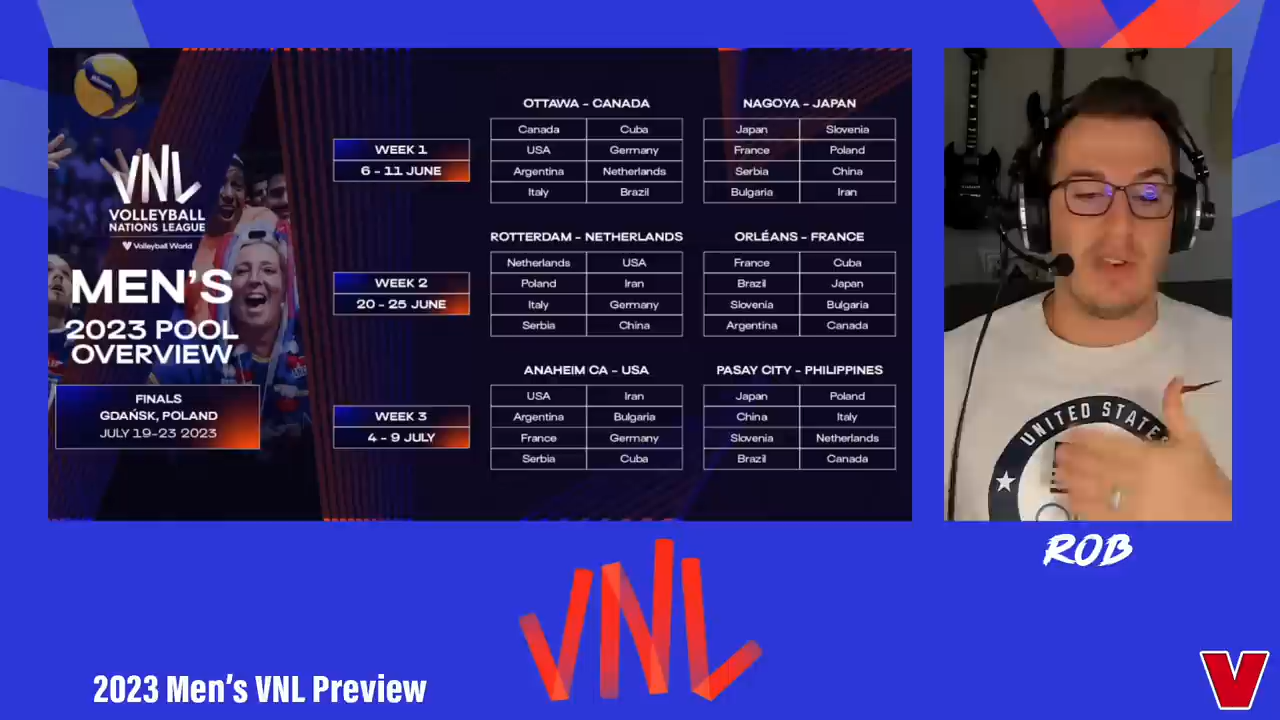 Mikasa
VNL
VOLLEYBALL
NATIONS LEAGUE
Volleyball World
MEN'S
2023 POOL
OVERVIEW
FINALS
GDAŃSK, POLAND
JULY 19-23 2023
WEEK 1
6 - 11 JUNE
OTTAWA - CANADA
Canada Cuba
USA Germany
Argentina Netherlands
Italy Brazil
NAGOYA - JAPAN
Japan Slovenia
France Poland
Serbia China
Bulgaria Iran
WEEK 2
20 - 25 JUNE
ROTTERDAM - NETHERLANDS
Netherlands USA
Poland Iran
Italy Germany
Serbia China
ORLÉANS - FRANCE
France Cuba
Brazil Japan
Slovenia Bulgaria
Argentina Canada
WEEK 3
4 - 9 JULY
ANAHEIM CA - USA
USA Iran
Argentina Bulgaria
France Germany
Serbia Cuba
PASAY CITY - PHILIPPINES
Japan Poland
China Italy
Slovenia Netherlands
Brazil Canada
UNITED STATES
ROB
VNL
2023 Men's VNL Preview
V